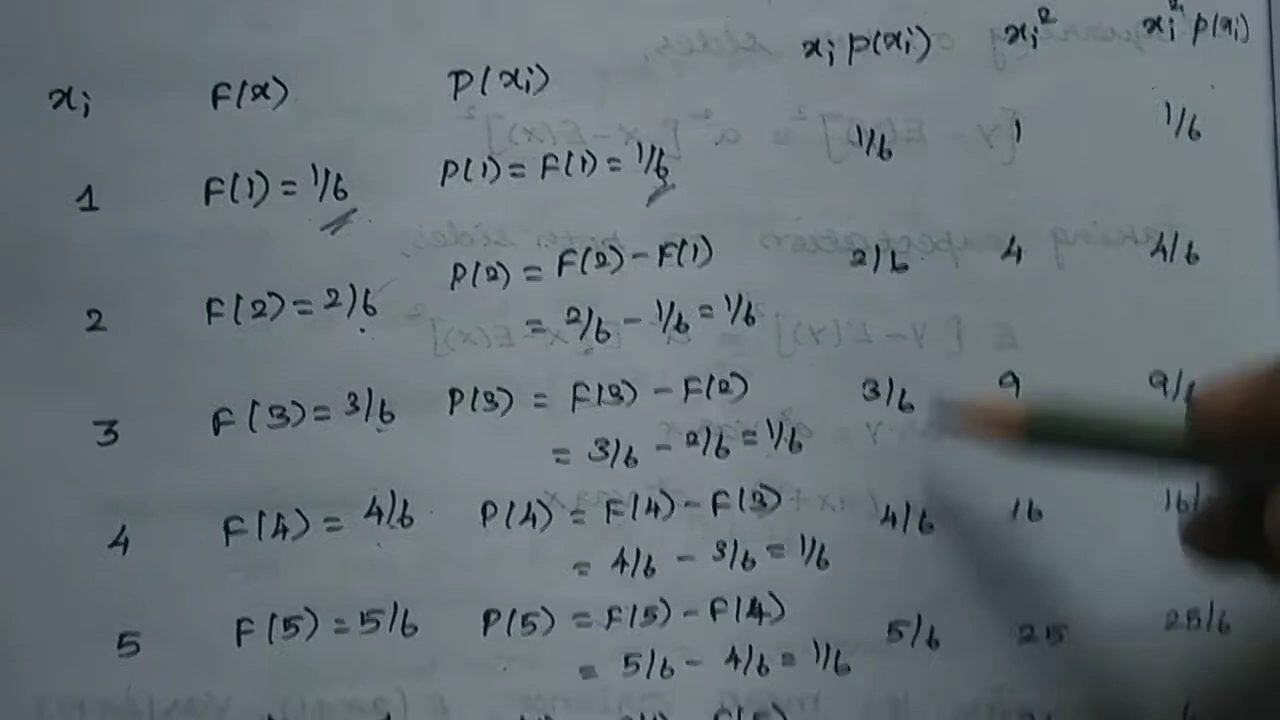 xᵢ F(x) P(xᵢ) xᵢ p(xᵢ) xᵢ² xᵢ² p(xᵢ)
1 F(1) = 1/6 P(1) = F(1) = 1/6 1/6 1 1/6
2 F(2) = 2/6 P(2) = F(2) - F(1) 2/6 4 4/6
= 2/6 - 1/6 = 1/6
3 F(3) = 3/6 P(3) = F(3) - F(2) 3/6 9 9/
= 3/6 - 2/6 = 1/6
4 F(4) = 4/6 P(4) = F(4) - F(3) 4/6 16 16/
= 4/6 - 3/6 = 1/6
5 F(5) = 5/6 P(5) = F(5) - F(4) 5/6 25 25/6
= 5/6 - 4/6 = 1/6